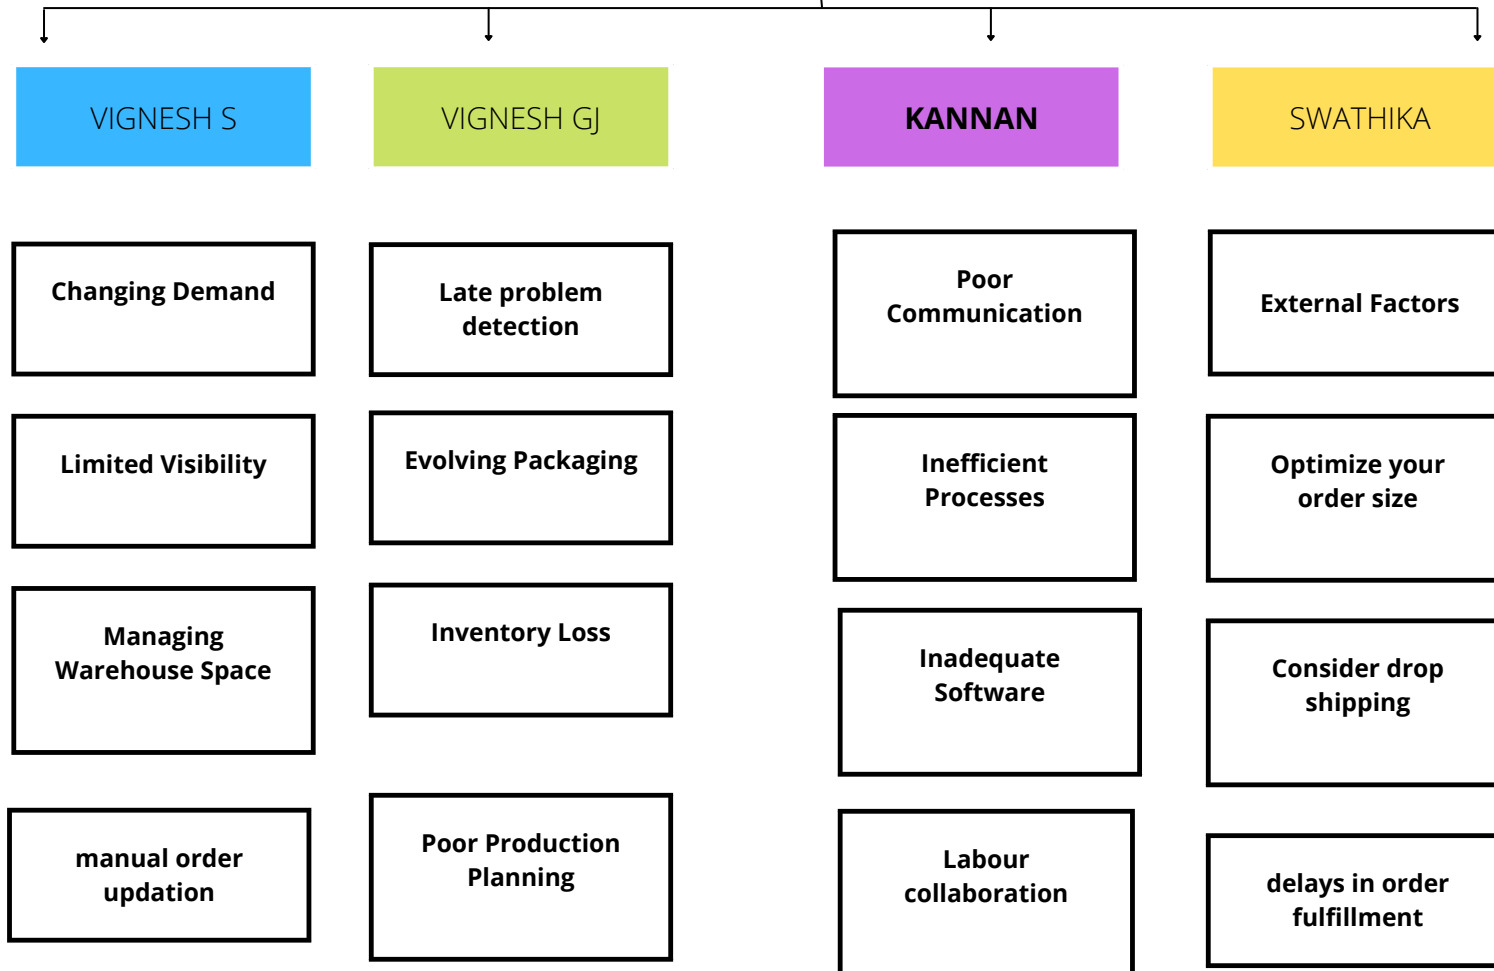 VIGNESH S
VIGNESH GJ
KANNAN
SWATHIKA
Changing Demand
Limited Visibility
Managing
Warehouse Space
manual order
updation
Late problem
detection
Evolving Packaging
Inventory Loss
Poor Production
Planning
Poor
Communication
Inefficient
Processes
Inadequate
Software
Labour
collaboration
External Factors
Optimize your
order size
Consider drop
shipping
delays in order
fulfillment